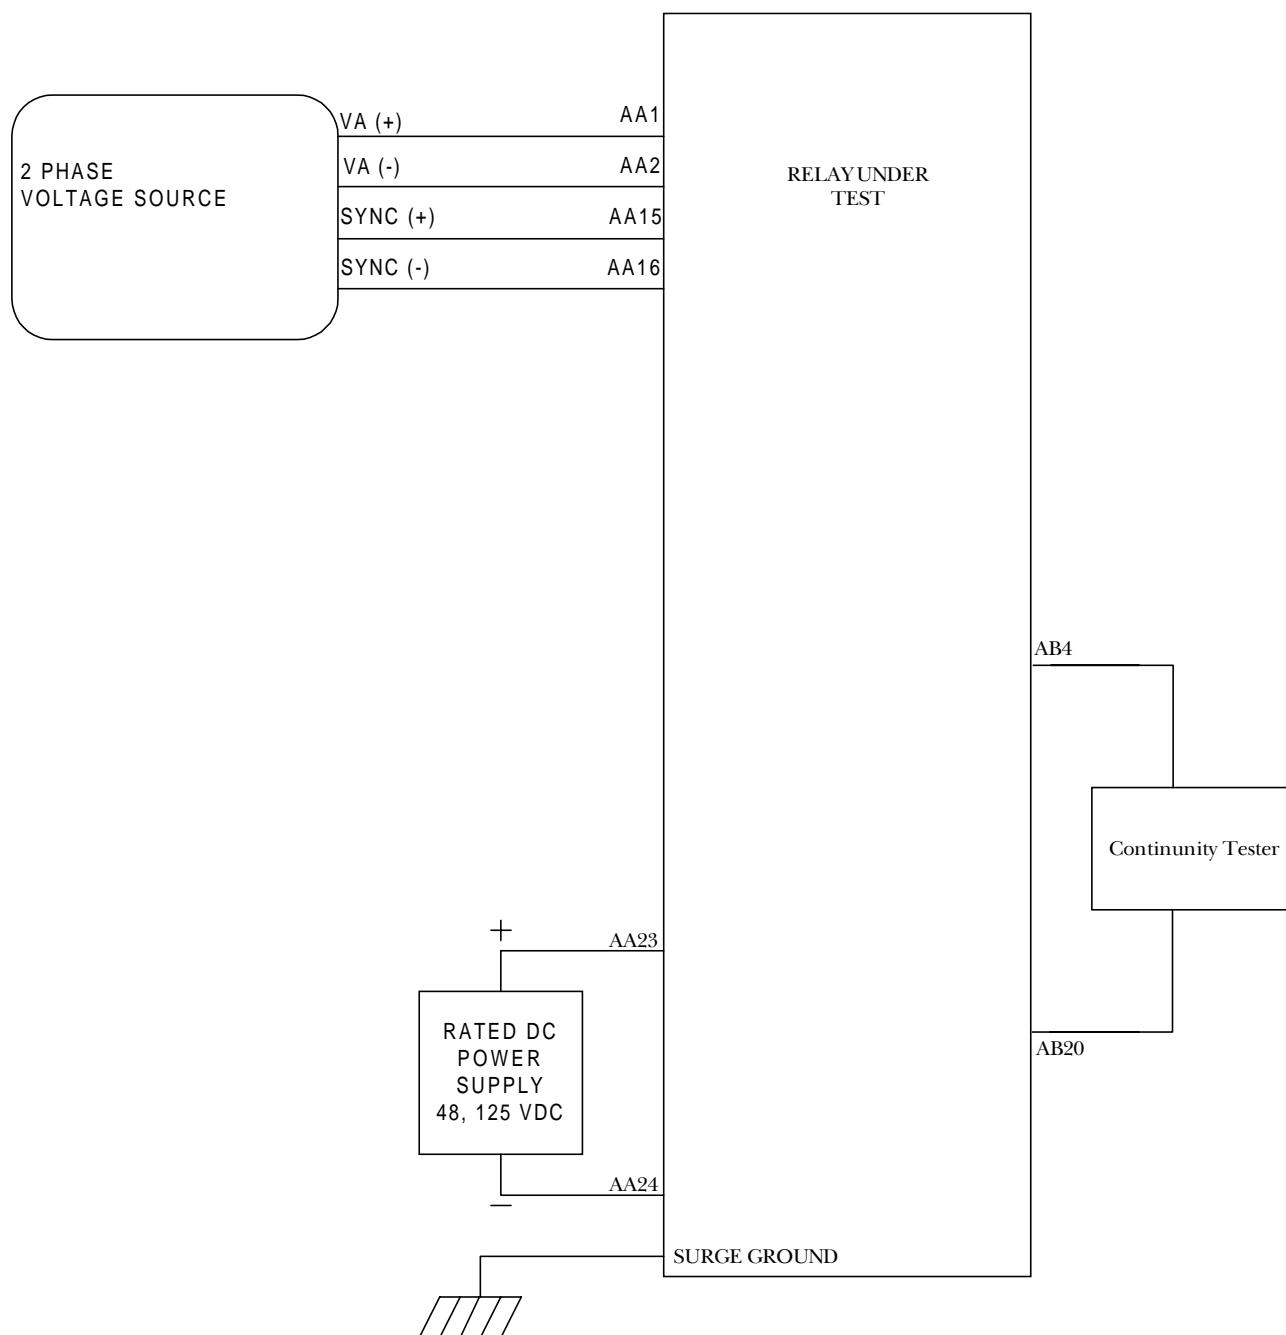 VA (+)
AA1
2 PHASE
VOLTAGE SOURCE
VA (-)
AA2
SYNC (+)
AA15
SYNC (-)
AA16
RELAY UNDER
TEST
AB4
Continunity Tester
AB20
+
AA23
RATED DC
POWER
SUPPLY
48, 125 VDC
AA24
—
SURGE GROUND